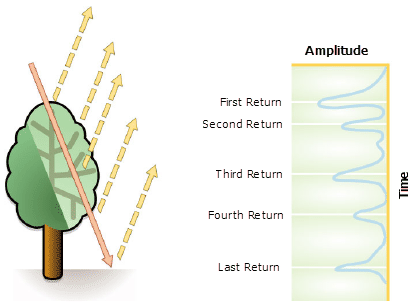 Amplitude
First Return
Second Return
Third Return
Fourth Return
Last Return
Time